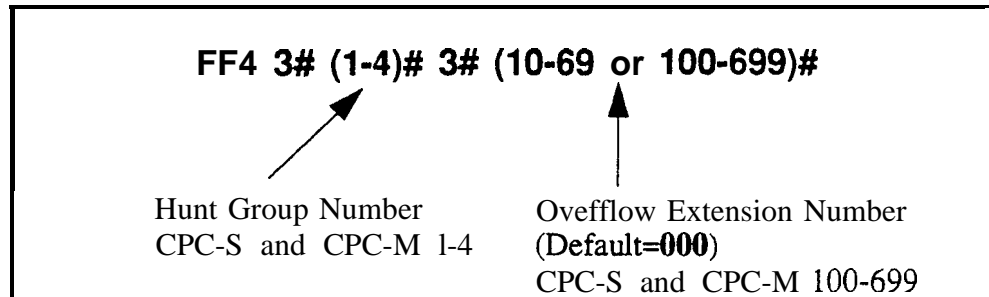 FF4 3# (1-4)# 3# (10-69 or 100-699)#
Hunt Group Number
CPC-S and CPC-M l-4
Ovefflow Extension Number
(Default=000)
CPC-S and CPC-M 100-699